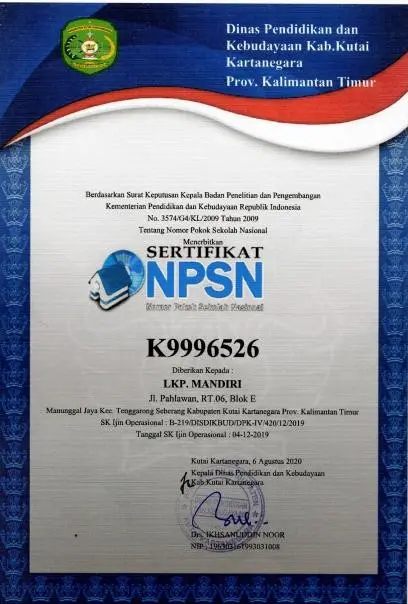 Dinas Pendidikan dan
Kebudayaan Kab.Kutai
Kartanegara
Prov. Kalimantan Timur
Berdasarkan Surat Keputusan Kepala Badan Penelitian dan Pengembangan
Kementerian Pendidikan dan Kebudayaan Republik Indonesia
No. 3574/G4/KL/2009 Tahun 2009
Tentang Nomor Pokok Sekolah Nasional
Menerbitkan
SERTIFIKAT
NPSN
Nomor Pokok Sekolah Nasional
K9996526
Diberikan Kepada :
LKP. MANDIRI
Jl. Pahlawan, RT.06, Blok E
Manunggal Jaya Kec. Tenggarong Seberang Kabupaten Kutai Kartanegara Prov. Kalimantan Timur
SK Ijin Operasional : B-219/DISDIKBUD/DPK-IV/420/12/2019
Tanggal SK Ijin Operasional : 04-12-2019
Kutai Kartanegara, 6 Agustus 2020
Kepala Dinas Pendidikan dan Kebudayaan
Kab.Kutai Kartanegara
Drs. IKHSANUDDIN NOOR
NIP : 196303161993031008